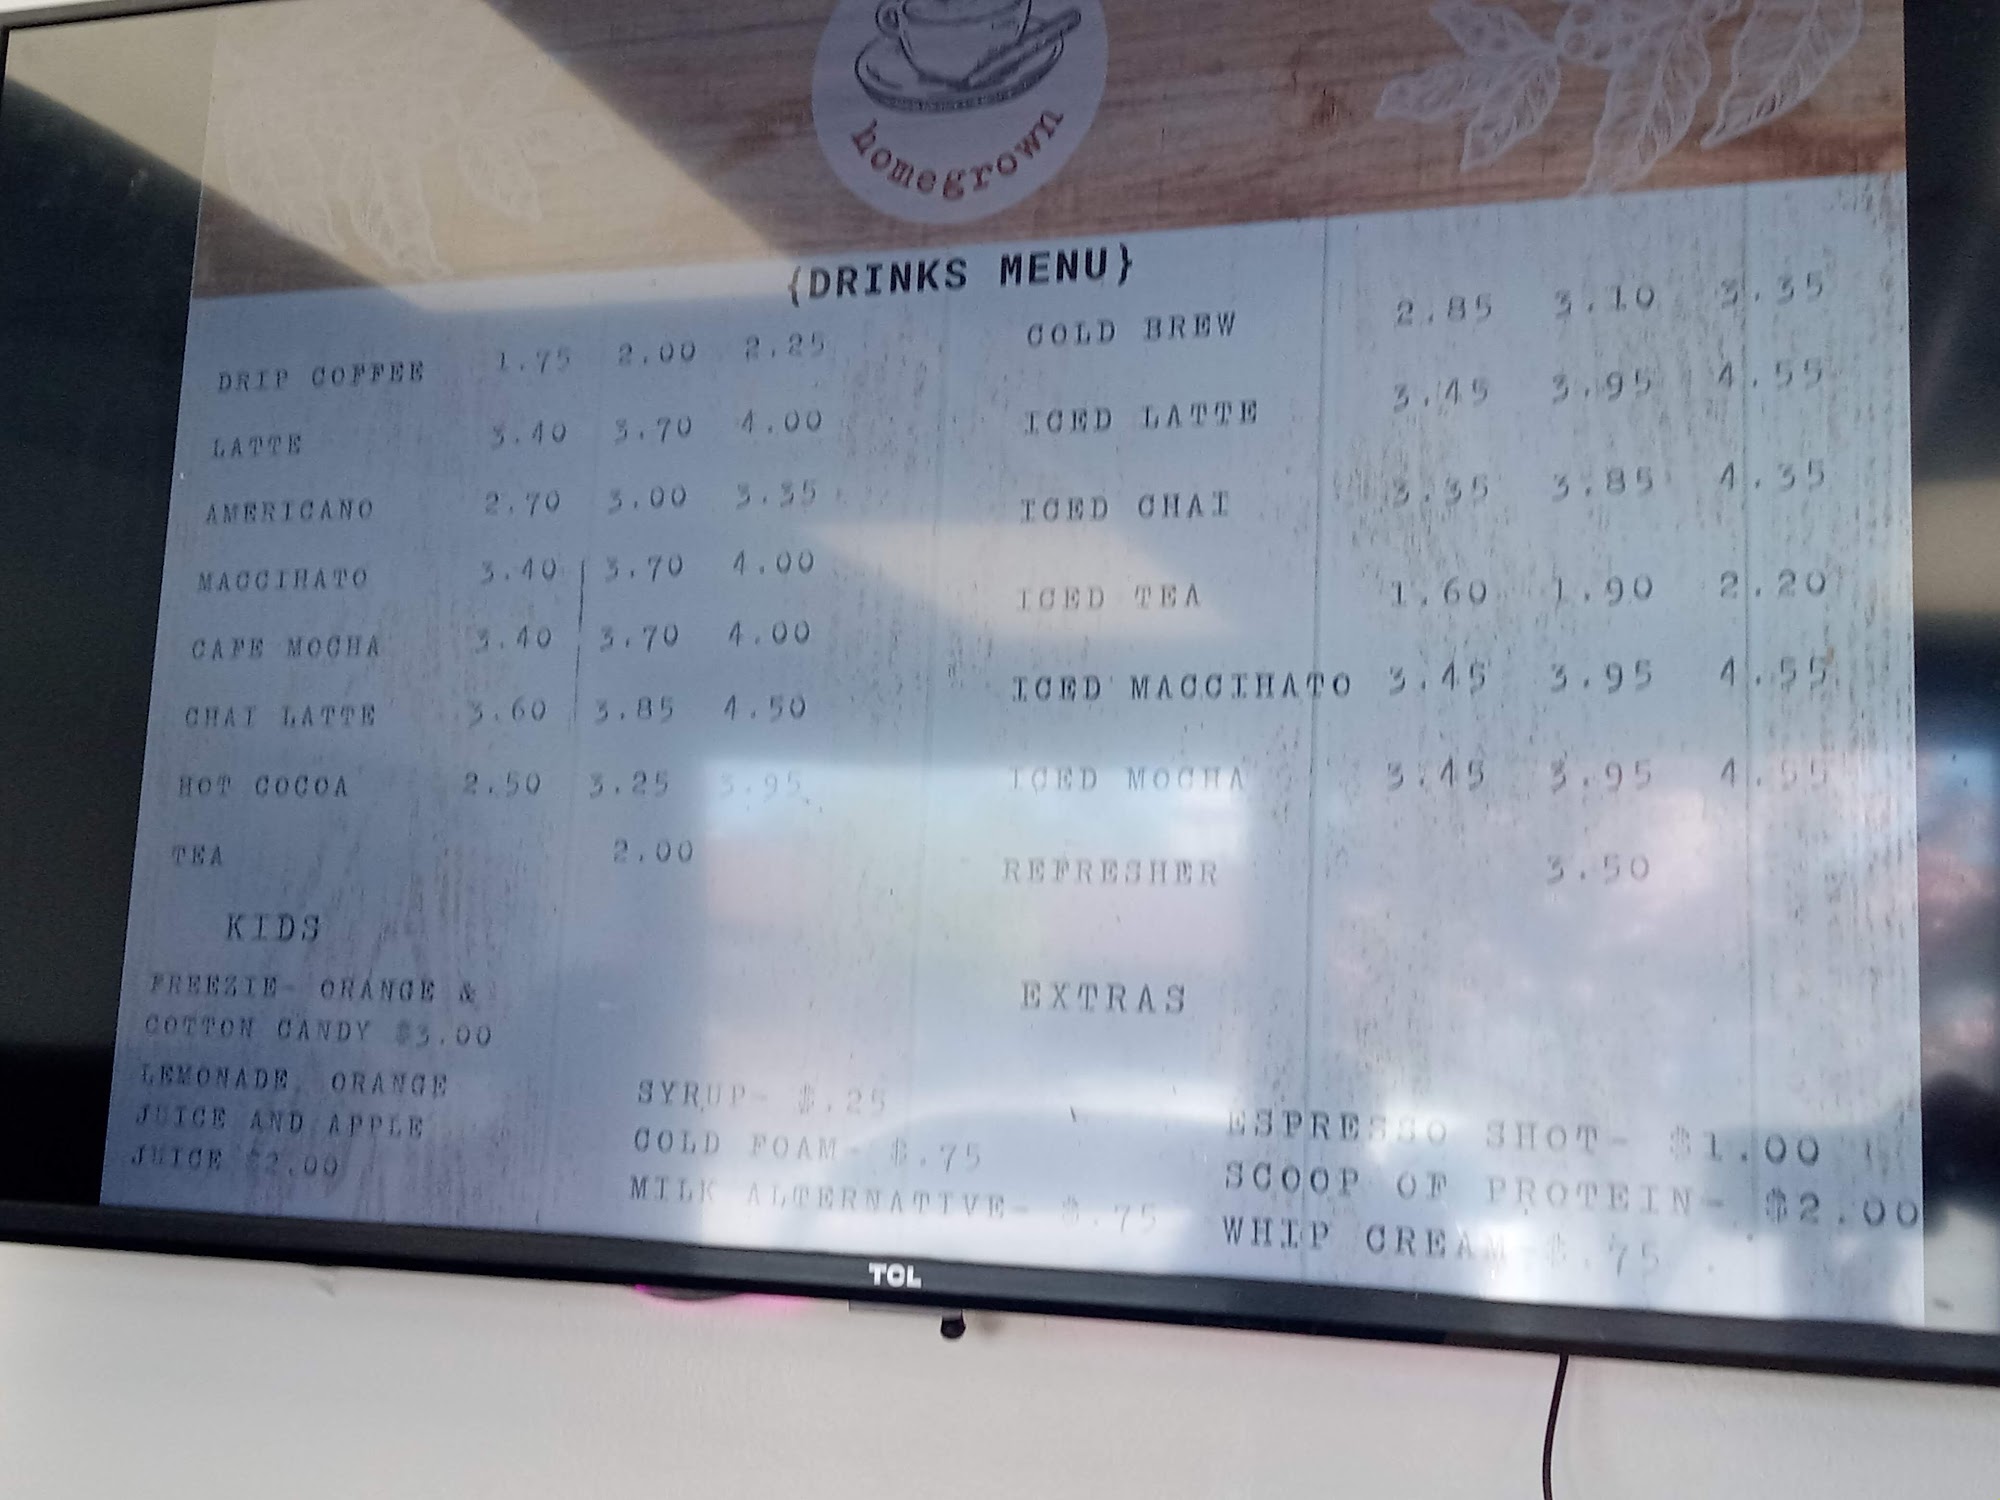 homegrown
{DRINKS MENU}
DRIP COFFEE 1.75 2.00 2.25
LATTE 3.40 3.70 4.00
AMERICANO 2.70 3.00 3.35
MACCIHATO 3.40 3.70 4.00
CAFE MOCHA 3.40 3.70 4.00
CHAI LATTE 3.60 3.85 4.50
HOT COCOA 2.50 3.25 3.95
TEA 2.00
COLD BREW 2.85 3.10 3.35
ICED LATTE 3.45 3.95 4.55
ICED CHAI 3.35 3.85 4.35
ICED TEA 1.60 1.90 2.20
ICED MACCIHATO 3.45 3.95 4.55
ICED MOCHA 3.45 3.95 4.55
REFRESHER 3.50
KIDS
FREEZIE- ORANGE &
COTTON CANDY $3.00
LEMONADE, ORANGE
JUICE AND APPLE
JUICE $2.00
EXTRAS
SYRUP- $.25
COLD FOAM- $.75
MILK ALTERNATIVE- $.75
ESPRESSO SHOT- $1.00
SCOOP OF PROTEIN- $2.00
WHIP CREAM-$.75
TCL